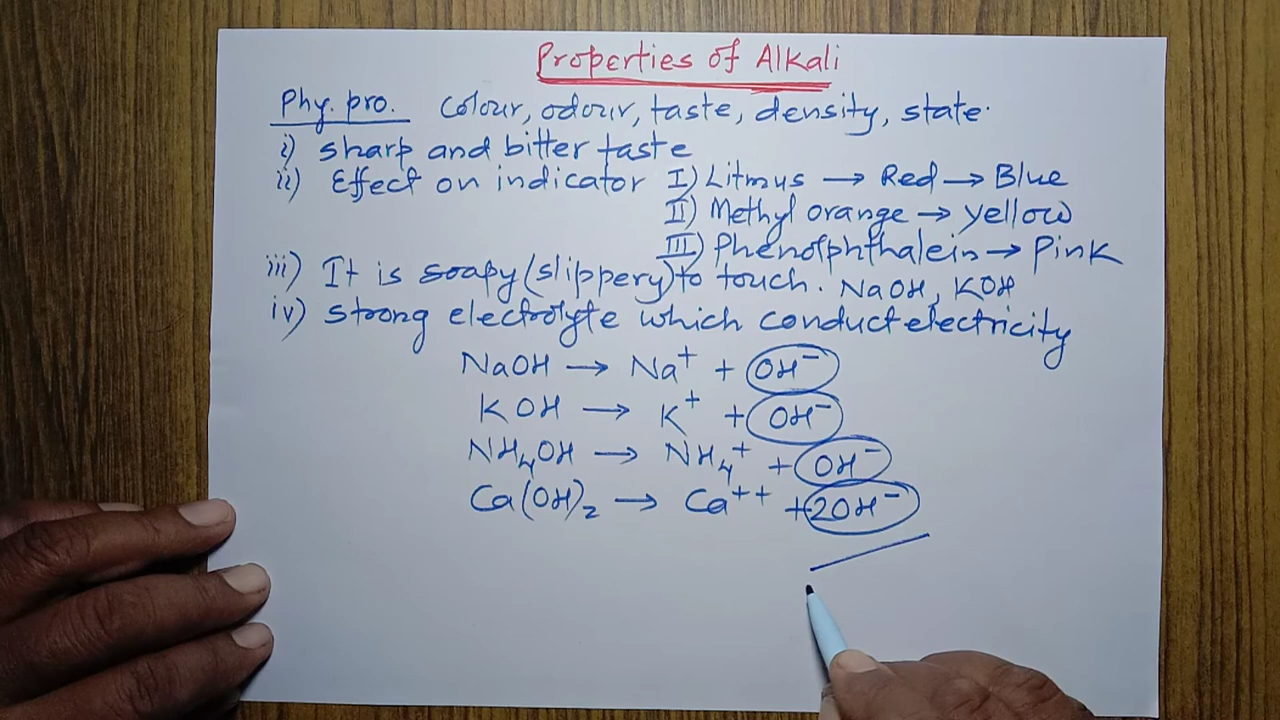 Properties of Alkali
Phy. pro. Colour, odour, taste, density, state.
i) sharp and bitter taste
ii) Effect on indicator I) Litmus → Red → Blue
II) Methyl orange → yellow
III) Phenolphthalein → Pink
iii) It is soapy (slippery) to touch. NaOH, KOH
iv) strong electrolyte which conduct electricity
NaOH → Na⁺ + OH⁻
KOH → K⁺ + OH⁻
NH₄OH → NH₄⁺ + OH⁻
Ca(OH)₂ → Ca⁺⁺ + 2OH⁻